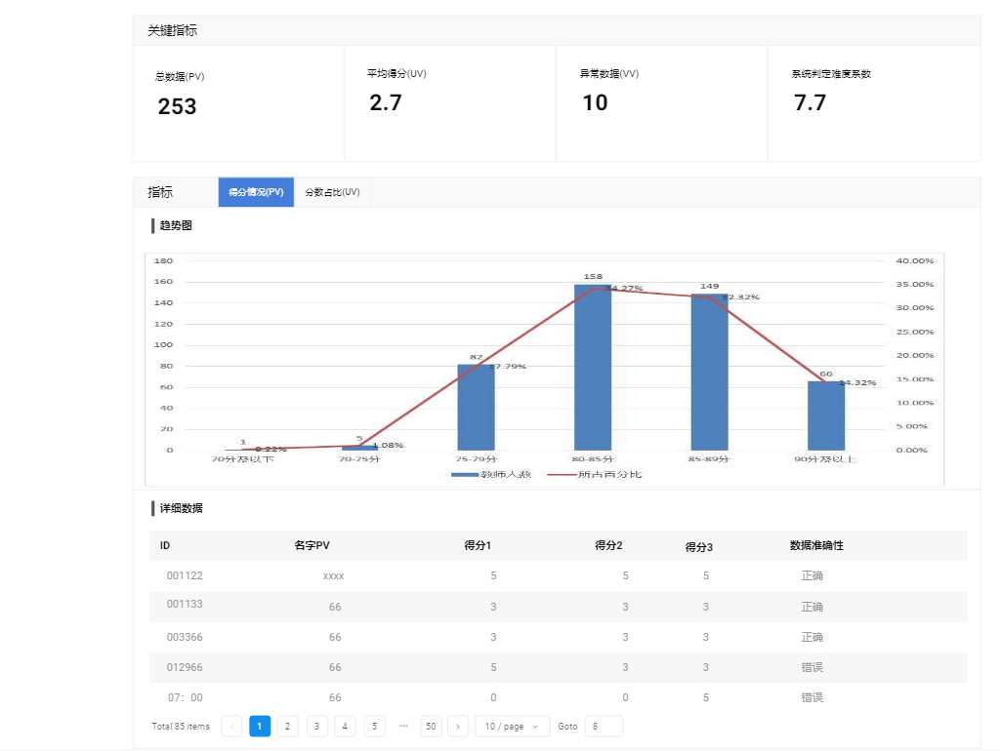 关键指标
总数据(PV) 平均得分(UV) 异常数据(VV) 系统判定难度系数
253 2.7 10 7.7
指标 得分情况(PV) 分数占比(UV)
趋势图
180 40.00%
160 158 34.27% 149 32.32% 35.00%
140 30.00%
120 25.00%
100 20.00%
80 82 17.79% 15.00%
60 66 14.32% 10.00%
40 5.00%
20
0 1 0.22% 5 1.08% 0.00%
70分及以下 70-75分 75-79分 80-85分 85-89分 90分及以上
教师人数 所占百分比
详细数据
ID 名字PV 得分1 得分2 得分3 数据准确性
001122 xxxx 5 5 5 正确
001133 66 3 3 3 正确
003366 66 3 3 3 正确
012966 66 5 3 3 错误
07：00 66 0 0 5 错误
Total 85 items 1 2 3 4 5 ··· 50 10 / page Goto 8